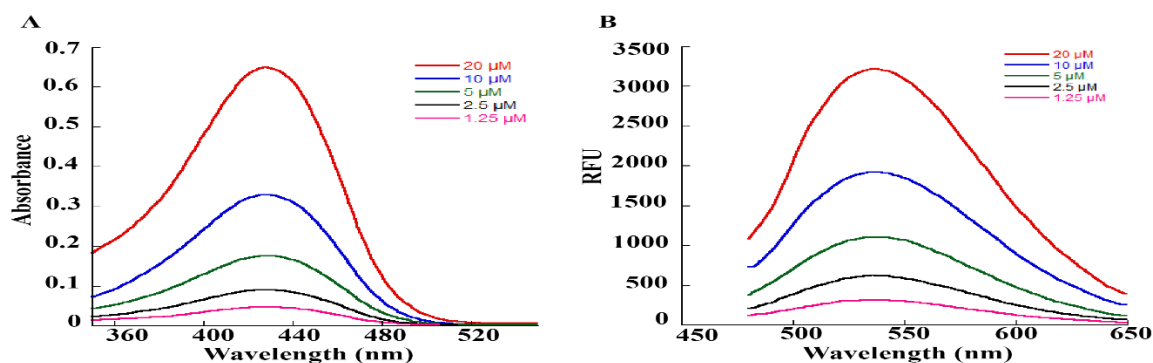 A
Absorbance
0.7
0.6
0.5
0.4
0.3
0.2
0.1
0
20 µM
10 µM
5 µM
2.5 µM
1.25 µM
360 400 440 480 520
Wavelength (nm)
B
RFU
3500
3000
2500
2000
1500
1000
500
0
20 µM
10 µM
5 µM
2.5 µM
1.25 µM
450 500 550 600 650
Wavelength (nm)